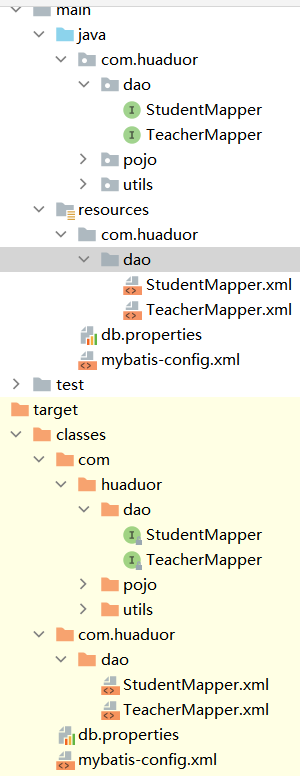 main
java
com.huaduor
dao
StudentMapper
TeacherMapper
pojo
utils
resources
com.huaduor
dao
StudentMapper.xml
TeacherMapper.xml
db.properties
mybatis-config.xml
test
target
classes
com
huaduor
dao
StudentMapper
TeacherMapper
pojo
utils
com.huaduor
dao
StudentMapper.xml
TeacherMapper.xml
db.properties
mybatis-config.xml